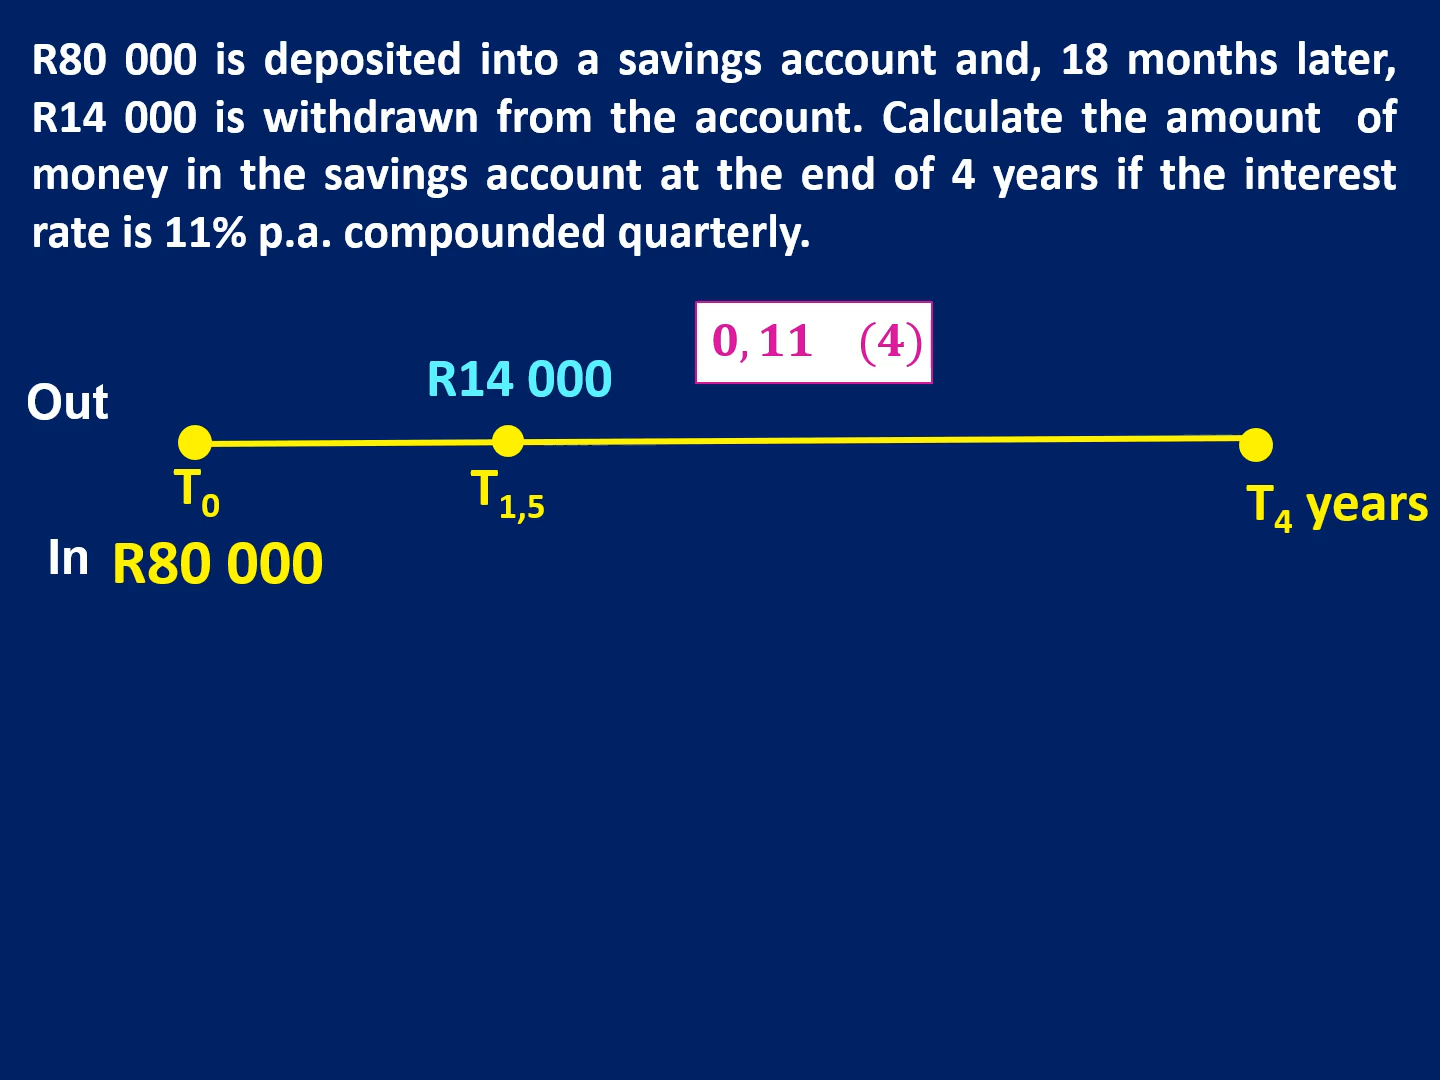 R80 000 is deposited into a savings account and, 18 months later,
R14 000 is withdrawn from the account. Calculate the amount of
money in the savings account at the end of 4 years if the interest
rate is 11% p.a. compounded quarterly.
0,11 (4)
R14 000
Out
T0 T1,5 T4 years
In R80 000